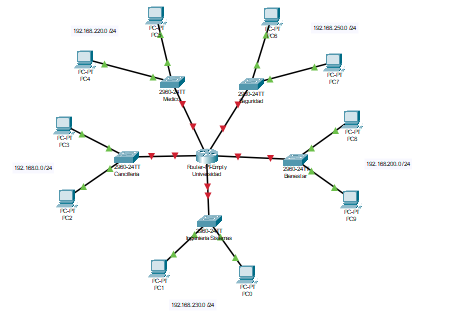 PC-PT
PC5
PC-PT
PC6
192.168.220.0 /24
192.168.250.0 /24
PC-PT
PC4
PC-PT
PC7
2960-24TT
Medico
2960-24TT
Seguridad
PC-PT
PC3
PC-PT
PC8
2960-24TT
Cancilleria
Router-PT-Empty
Universidad
2960-24TT
Bienestar
192.168.0.0 /24
192.168.200.0 /24
PC-PT
PC2
PC-PT
PC9
2960-24TT
Ingenieria Sistemas
PC-PT
PC1
PC-PT
PC0
192.168.230.0 /24